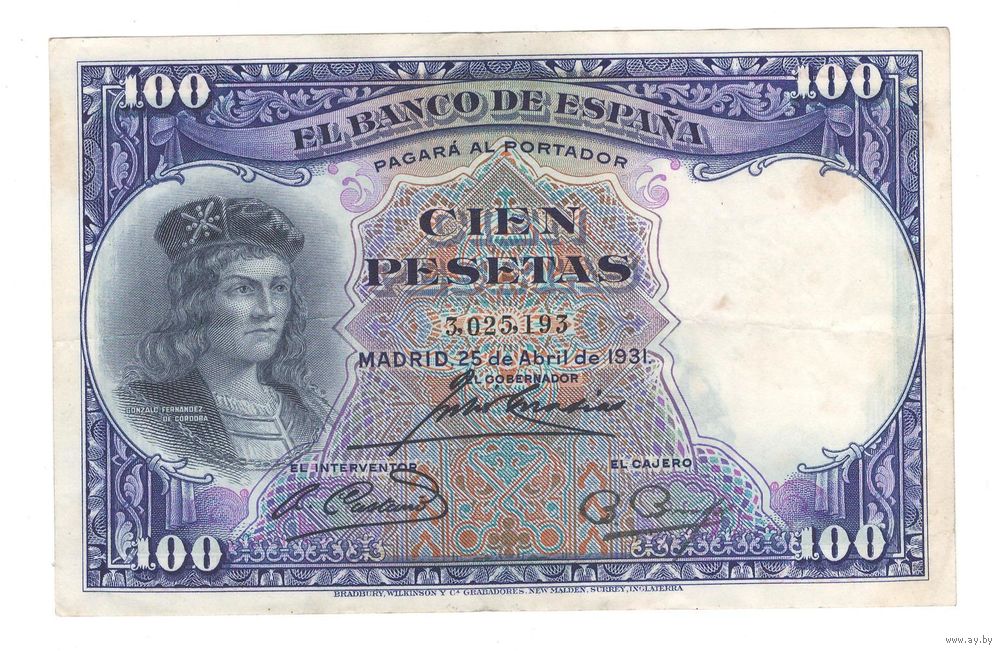 100 100
EL BANCO DE ESPAÑA
PAGARÁ AL PORTADOR
CIEN
PESETAS
3,025,193
MADRID, 25 de Abril de 1931.
EL GOBERNADOR
GONZALO FERNANDEZ
DE CÓRDOBA
EL INTERVENTOR EL CAJERO
100 100
BRADBURY, WILKINSON Y Cª GRABADORES, NEW MALDEN, SURREY, INGLATERRA
www.ay.by